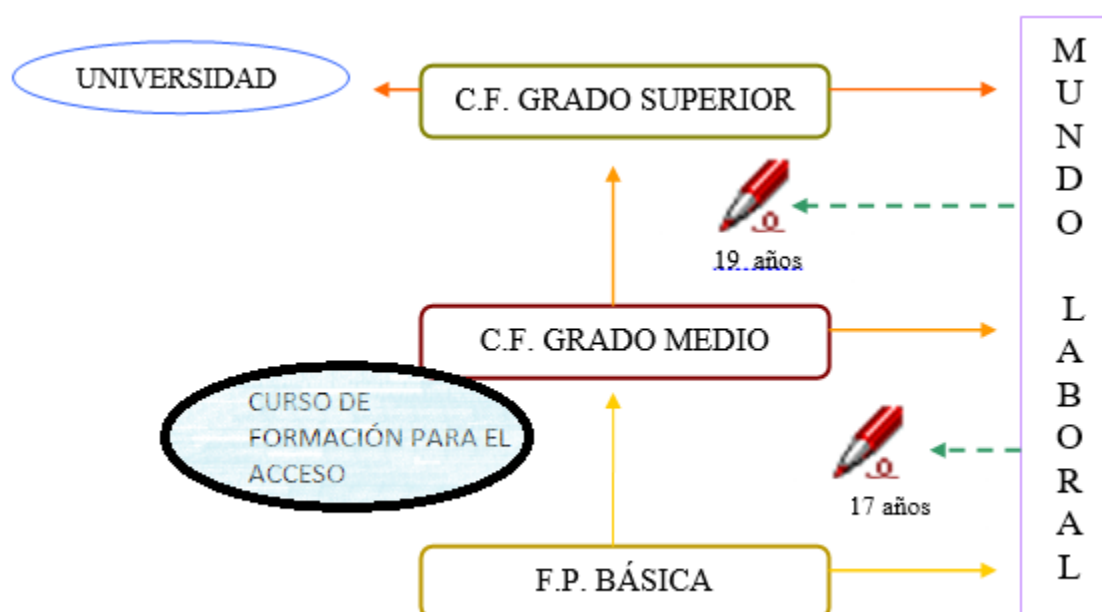 UNIVERSIDAD
C.F. GRADO SUPERIOR
19 años
C.F. GRADO MEDIO
CURSO DE
FORMACIÓN PARA EL
ACCESO
17 años
F.P. BÁSICA
M
U
N
D
O
L
A
B
O
R
A
L